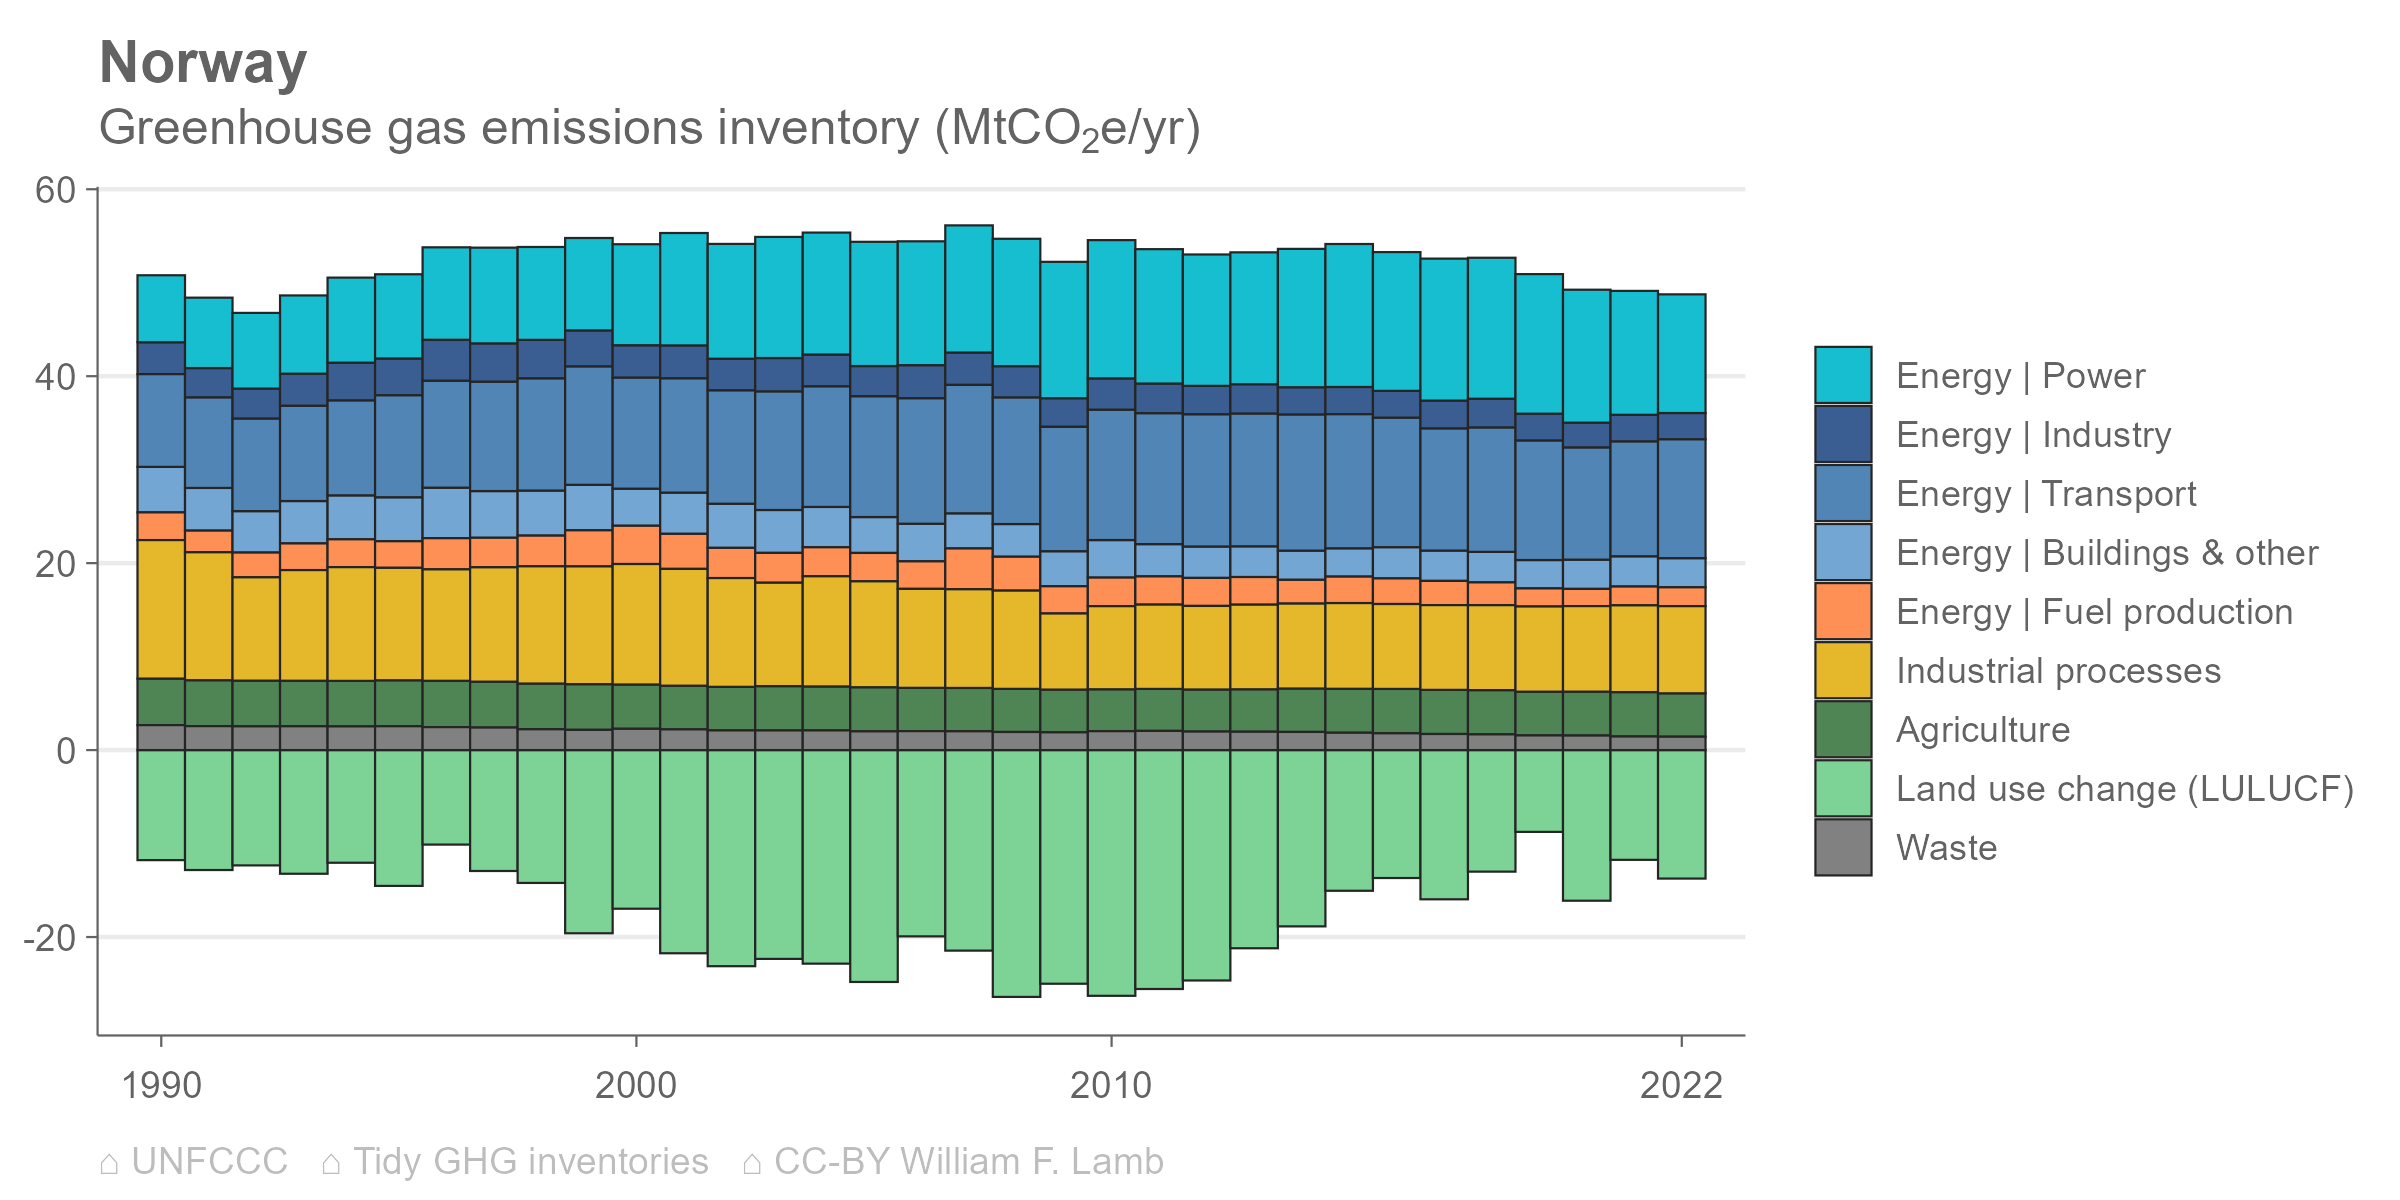 Norway
Greenhouse gas emissions inventory (MtCO₂e/yr)
60
40
20
0
-20
1990 2000 2010 2022
Energy | Power
Energy | Industry
Energy | Transport
Energy | Buildings & other
Energy | Fuel production
Industrial processes
Agriculture
Land use change (LULUCF)
Waste
⌂ UNFCCC ⌂ Tidy GHG inventories ⌂ CC-BY William F. Lamb